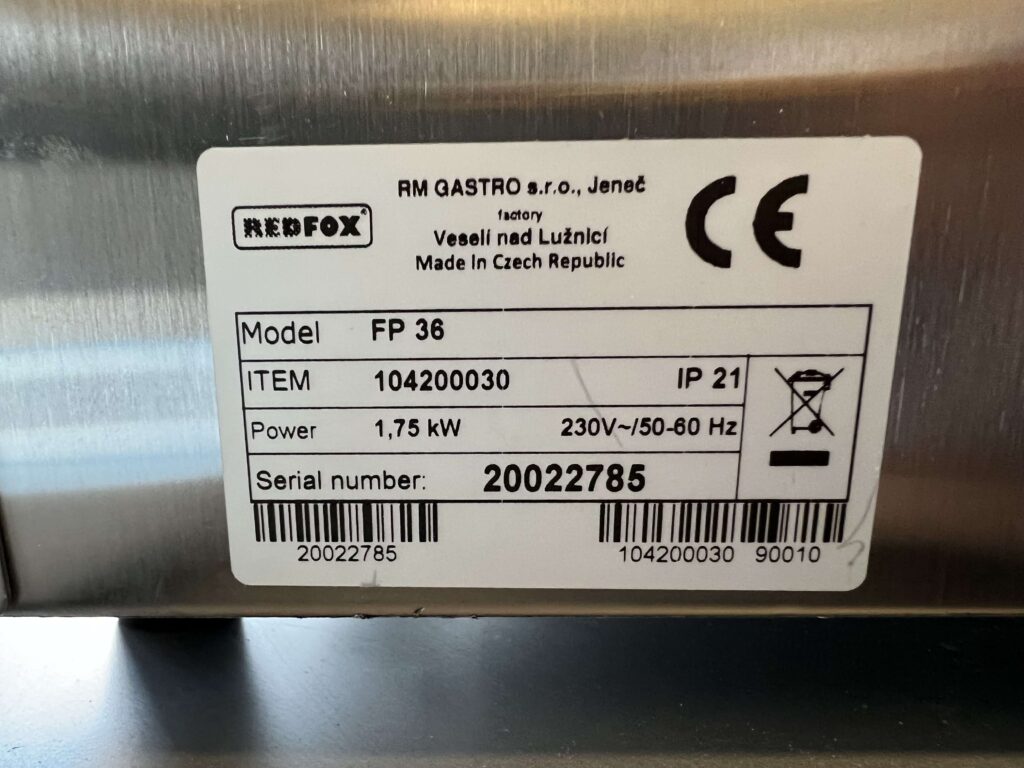 REDFOX®
RM GASTRO s.r.o., Jeneč
factory
Veselí nad Lužnicí
Made In Czech Republic
CE
Model FP 36
ITEM 104200030 IP 21
Power 1,75 kW 230V~/50-60 Hz
Serial number: 20022785
20022785 104200030 90010